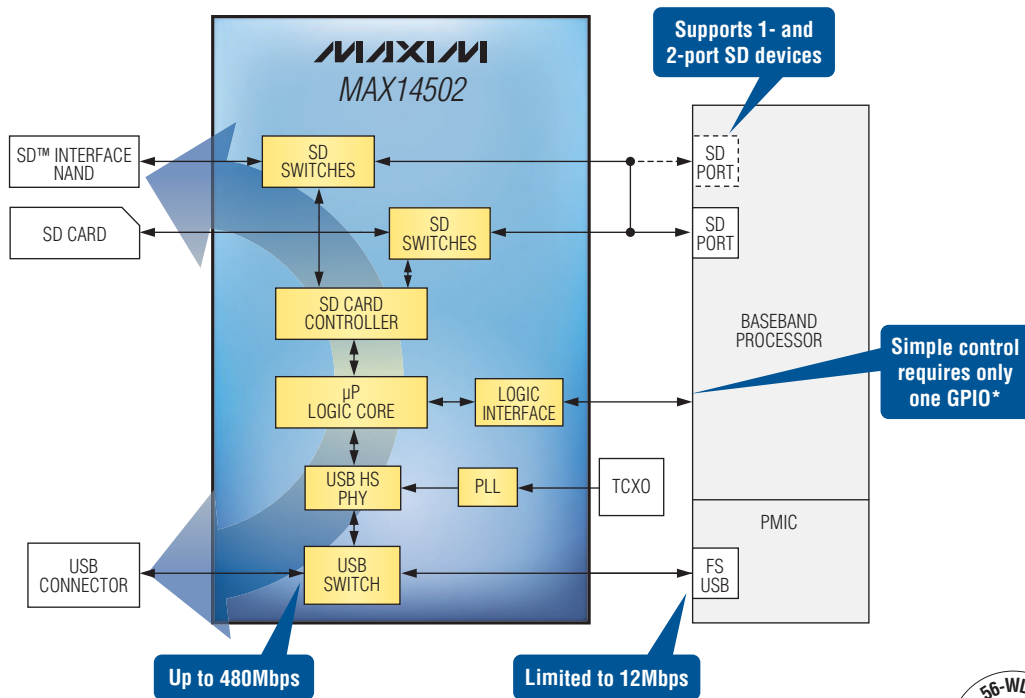 MAXIM
MAX14502
Supports 1- and
2-port SD devices
SD™ INTERFACE
NAND
SD
SWITCHES
SD
PORT
SD CARD
SD
SWITCHES
SD
PORT
SD CARD
CONTROLLER
BASEBAND
PROCESSOR
Simple control
requires only
one GPIO*
µP
LOGIC CORE
LOGIC
INTERFACE
USB HS
PHY
PLL
TCXO
PMIC
USB
CONNECTOR
USB
SWITCH
FS
USB
Up to 480Mbps
Limited to 12Mbps